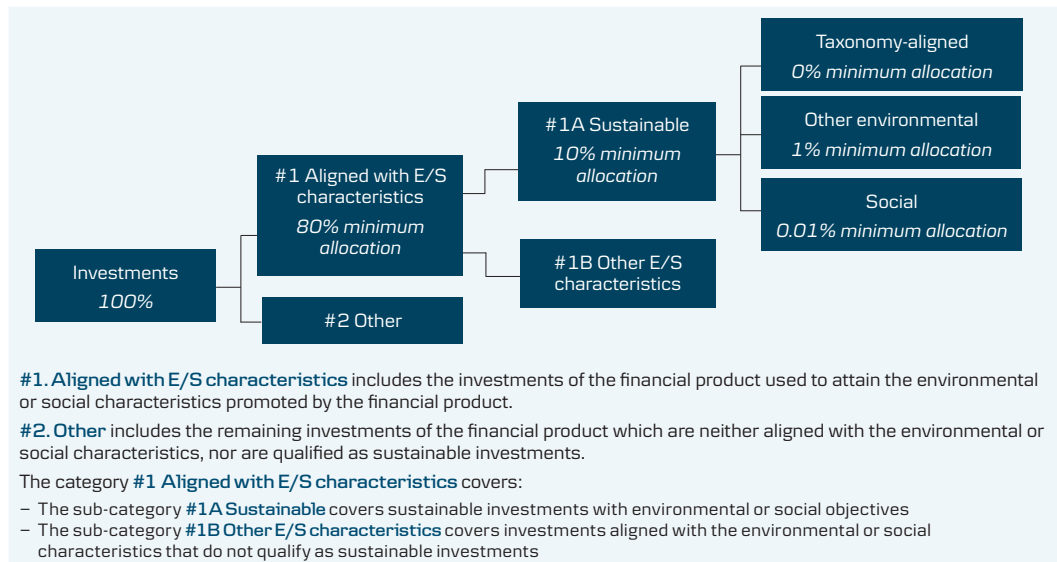 Taxonomy-aligned
0% minimum allocation
#1A Sustainable
10% minimum
allocation
Other environmental
1% minimum allocation
#1 Aligned with E/S
characteristics
80% minimum
allocation
Social
0.01% minimum allocation
#1B Other E/S
characteristics
Investments
100%
#2 Other
#1. Aligned with E/S characteristics includes the investments of the financial product used to attain the environmental
or social characteristics promoted by the financial product.
#2. Other includes the remaining investments of the financial product which are neither aligned with the environmental or
social characteristics, nor are qualified as sustainable investments.
The category #1 Aligned with E/S characteristics covers:
– The sub-category #1A Sustainable covers sustainable investments with environmental or social objectives
– The sub-category #1B Other E/S characteristics covers investments aligned with the environmental or social
characteristics that do not qualify as sustainable investments